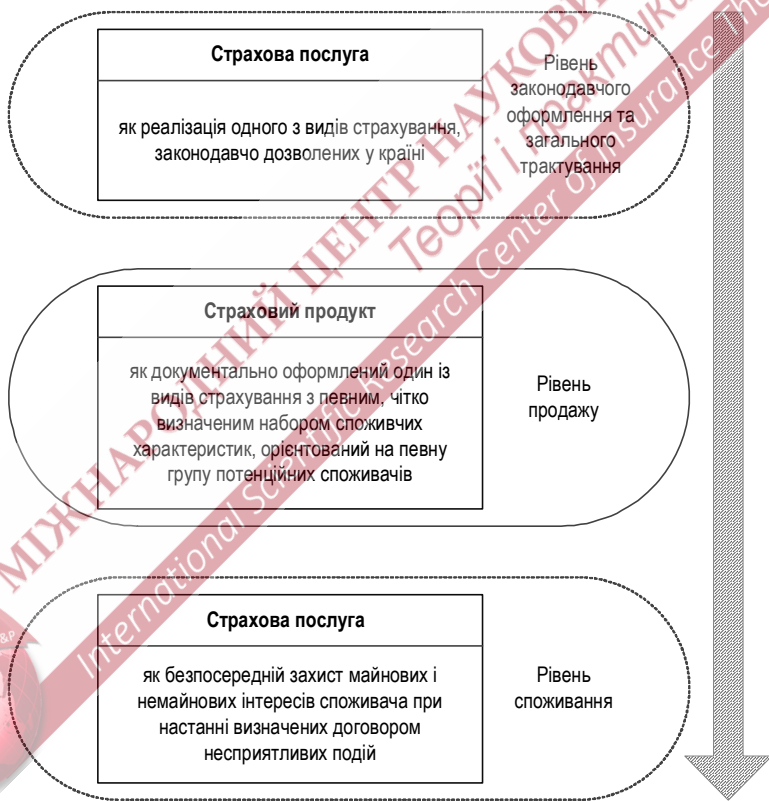 Страхова послуга
як реалізація одного з видів страхування,
законодавчо дозволених у країні
Рівень
законодавчого
оформлення та
загального
трактування
Страховий продукт
як документально оформлений один із
видів страхування з певним, чітко
визначеним набором споживчих
характеристик, орієнтований на певну
групу потенційних споживачів
Рівень
продажу
Страхова послуга
як безпосередній захист майнових і
немайнових інтересів споживача при
настанні визначених договором
несприятливих подій
Рівень
споживання
МІЖНАРОДНИЙ ЦЕНТР
Теорії і практики
International Scientific Research Center of Insurance